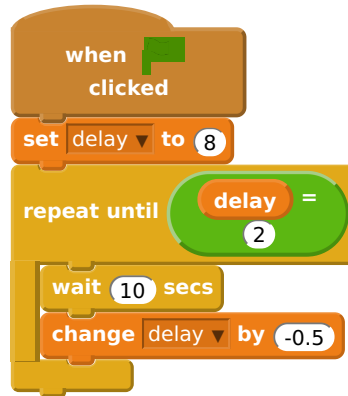 when
clicked
set delay ▼ to 8
repeat until delay =
2
wait 10 secs
change delay ▼ by -0.5